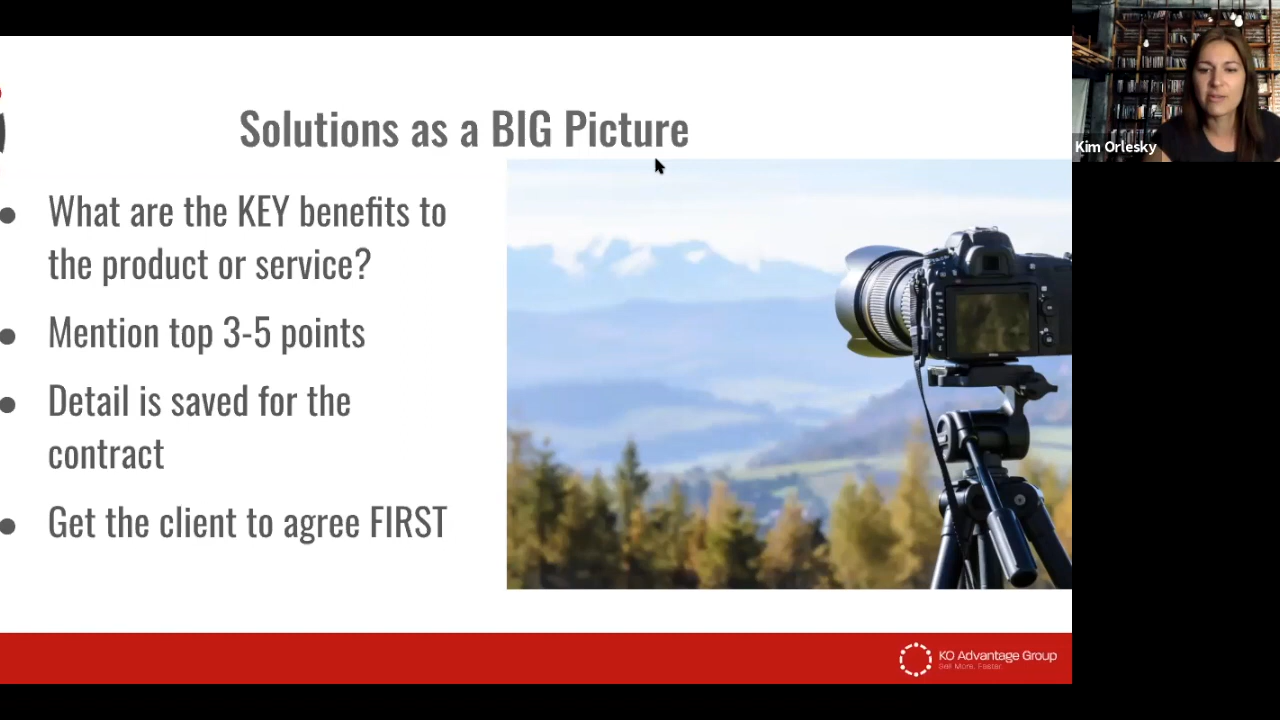 Solutions as a BIG Picture
What are the KEY benefits to
the product or service?
Mention top 3-5 points
Detail is saved for the
contract
Get the client to agree FIRST
Kim Orlesky
KO Advantage Group
Sell More. Faster.